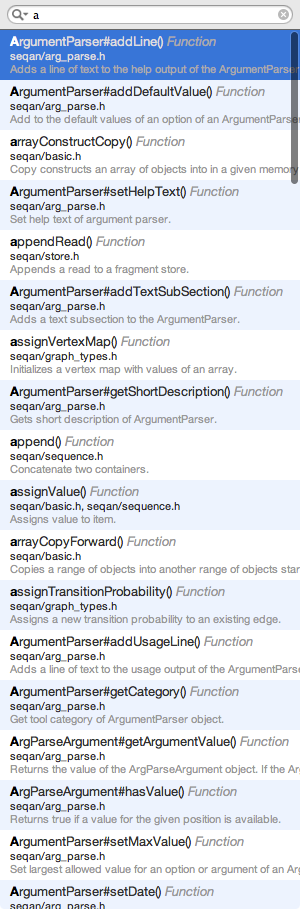 a
ArgumentParser#addLine() Function
seqan/arg_parse.h
Adds a line of text to the help output of the ArgumentParser
ArgumentParser#addDefaultValue() Function
seqan/arg_parse.h
Add to the default values of an option of an ArgumentParser
arrayConstructCopy() Function
seqan/basic.h
Copy constructs an array of objects into in a given memory
ArgumentParser#setHelpText() Function
seqan/arg_parse.h
Set help text of argument parser.
appendRead() Function
seqan/store.h
Appends a read to a fragment store.
ArgumentParser#addTextSubSection() Function
seqan/arg_parse.h
Adds a text subsection to the ArgumentParser.
assignVertexMap() Function
seqan/graph_types.h
Initializes a vertex map with values of an array.
ArgumentParser#getShortDescription() Function
seqan/arg_parse.h
Gets short description of ArgumentParser.
append() Function
seqan/sequence.h
Concatenate two containers.
assignValue() Function
seqan/basic.h, seqan/sequence.h
Assigns value to item.
arrayCopyForward() Function
seqan/basic.h
Copies a range of objects into another range of objects star
assignTransitionProbability() Function
seqan/graph_types.h
Assigns a new transition probability to an existing edge.
ArgumentParser#addUsageLine() Function
seqan/arg_parse.h
Adds a line of text to the usage output of the ArgumentParse
ArgumentParser#getCategory() Function
seqan/arg_parse.h
Get tool category of ArgumentParser object.
ArgParseArgument#getArgumentValue() Function
seqan/arg_parse.h
Returns the value of the ArgParseArgument object. If the Ar
ArgParseArgument#hasValue() Function
seqan/arg_parse.h
Returns true if a value for the given position is available.
ArgumentParser#setMaxValue() Function
seqan/arg_parse.h
Set largest allowed value for an option or argument of an Arg
ArgumentParser#setDate() Function
seqan/arg_parse.h